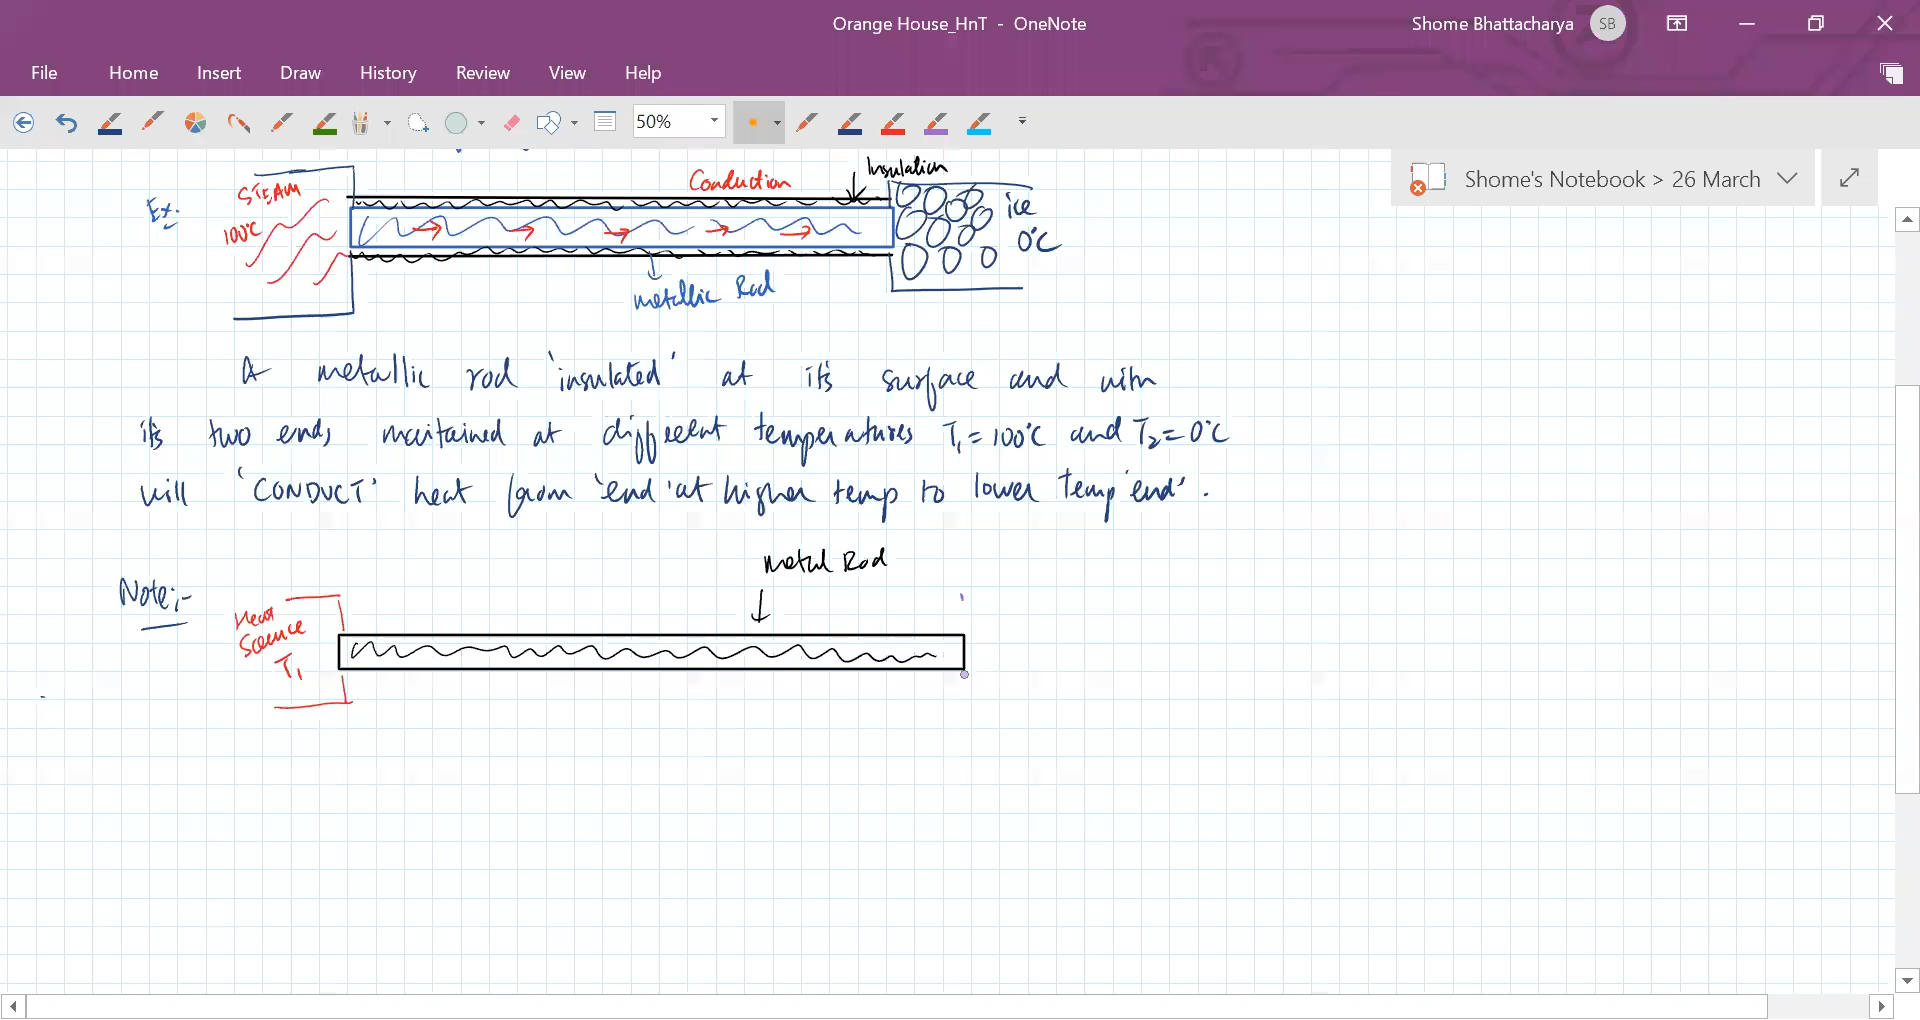 Orange House_HnT - OneNote
Shome Bhattacharya SB
File Home Insert Draw History Review View Help
50%
Shome's Notebook > 26 March
Insulation
Conduction
STEAM
100°C
Ex:
ice
0°C
metallic Rod
A metallic rod 'insulated' at it's surface and with
it's two ends maitained at different temperatures T₁ = 100°C and T₂ = 0°C
will 'CONDUCT' heat from 'end' at higher temp to lower temp 'end'.
Metal Rod
Note:-
Heat
Source
T₁